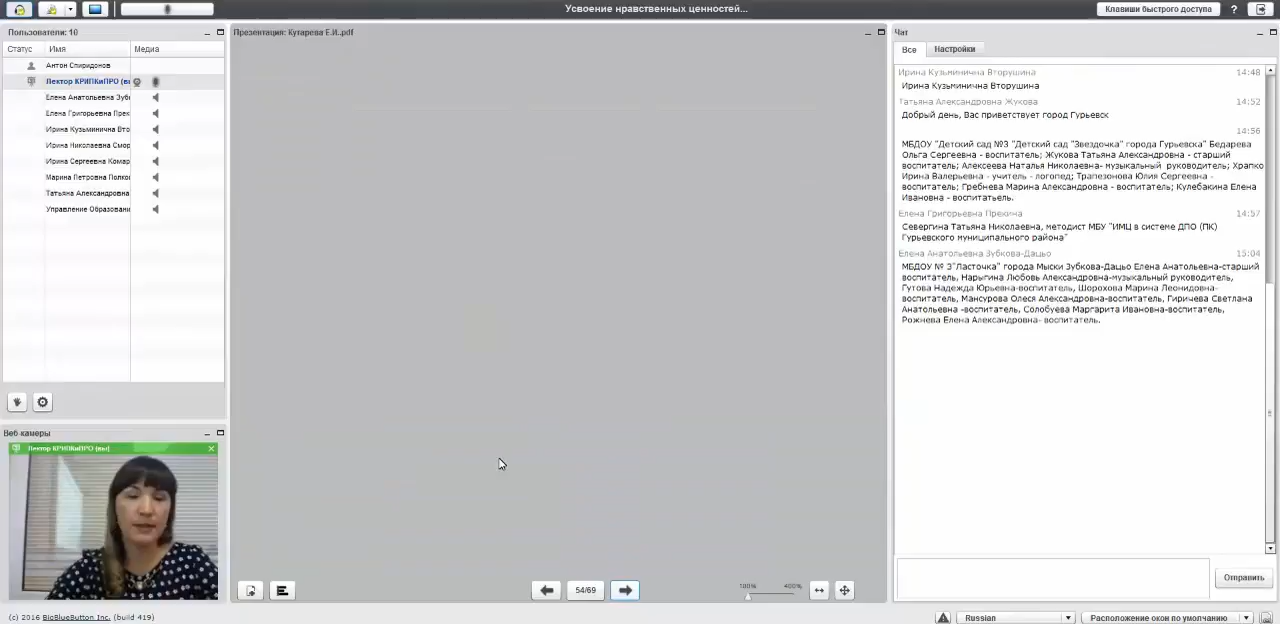 Усвоение нравственных ценностей...
Клавиши быстрого доступа
?
Пользователи: 10
Статус Имя Медиа
Антон Спиридонов
Лектор КРИПКиПРО (вы
Елена Анатольевна Зуб
Елена Григорьевна Прек
Ирина Кузьминична Вто
Ирина Николаевна Смор
Ирина Сергеевна Комар
Марина Петровна Полко
Татьяна Александровна
Управление Образовани
Веб-камеры
Лектор КРИПКиПРО (вы)
Презентация: Кутарева Е.И..pdf
54/69
100% 400%
Чат
Все Настройки
Ирина Кузьминична Вторушина 14:48
Ирина Кузьминична Вторушина
Татьяна Александровна Жукова 14:52
Добрый день, Вас приветствует город Гурьевск
14:56
МБДОУ "Детский сад №3 "Детский сад "Звездочка" города Гурьевска" Бедарева
Ольга Сергеевна - воспитатель; Жукова Татьяна Александровна - старший
воспитатель; Алексеева Наталья Николаевна- музыкальный руководитель; Храпко
Ирина Валерьевна - учитель - логопед; Трапезонова Юлия Сергеевна -
воспитатель; Гребнева Марина Александровна - воспитатель; Кулебакина Елена
Ивановна - воспитатьель.
Елена Григорьевна Прекина 14:57
Севергина Татьяна Николаевна, методист МБУ "ИМЦ в системе ДПО (ПК)
Гурьевского муниципального района"
Елена Анатольевна Зубкова-Дацьо 15:04
МБДОУ № 3"Ласточка" города Мыски Зубкова-Дацьо Елена Анатольевна-старший
воспитатель, Нарыгина Любовь Александровна-музыкальный руководитель,
Гутова Надежда Юрьевна-воспитатель, Шорохова Марина Леонидовна-
воспитатель, Мансурова Олеся Александровна-воспитатель, Гиричева Светлана
Анатольевна -воспитатель, Солобуева Маргарита Ивановна-воспитатель,
Рожнева Елена Александровна- воспитатель.
Отправить
(c) 2016 BigBlueButton Inc. (build 419)
Russian
Расположение окон по умолчанию